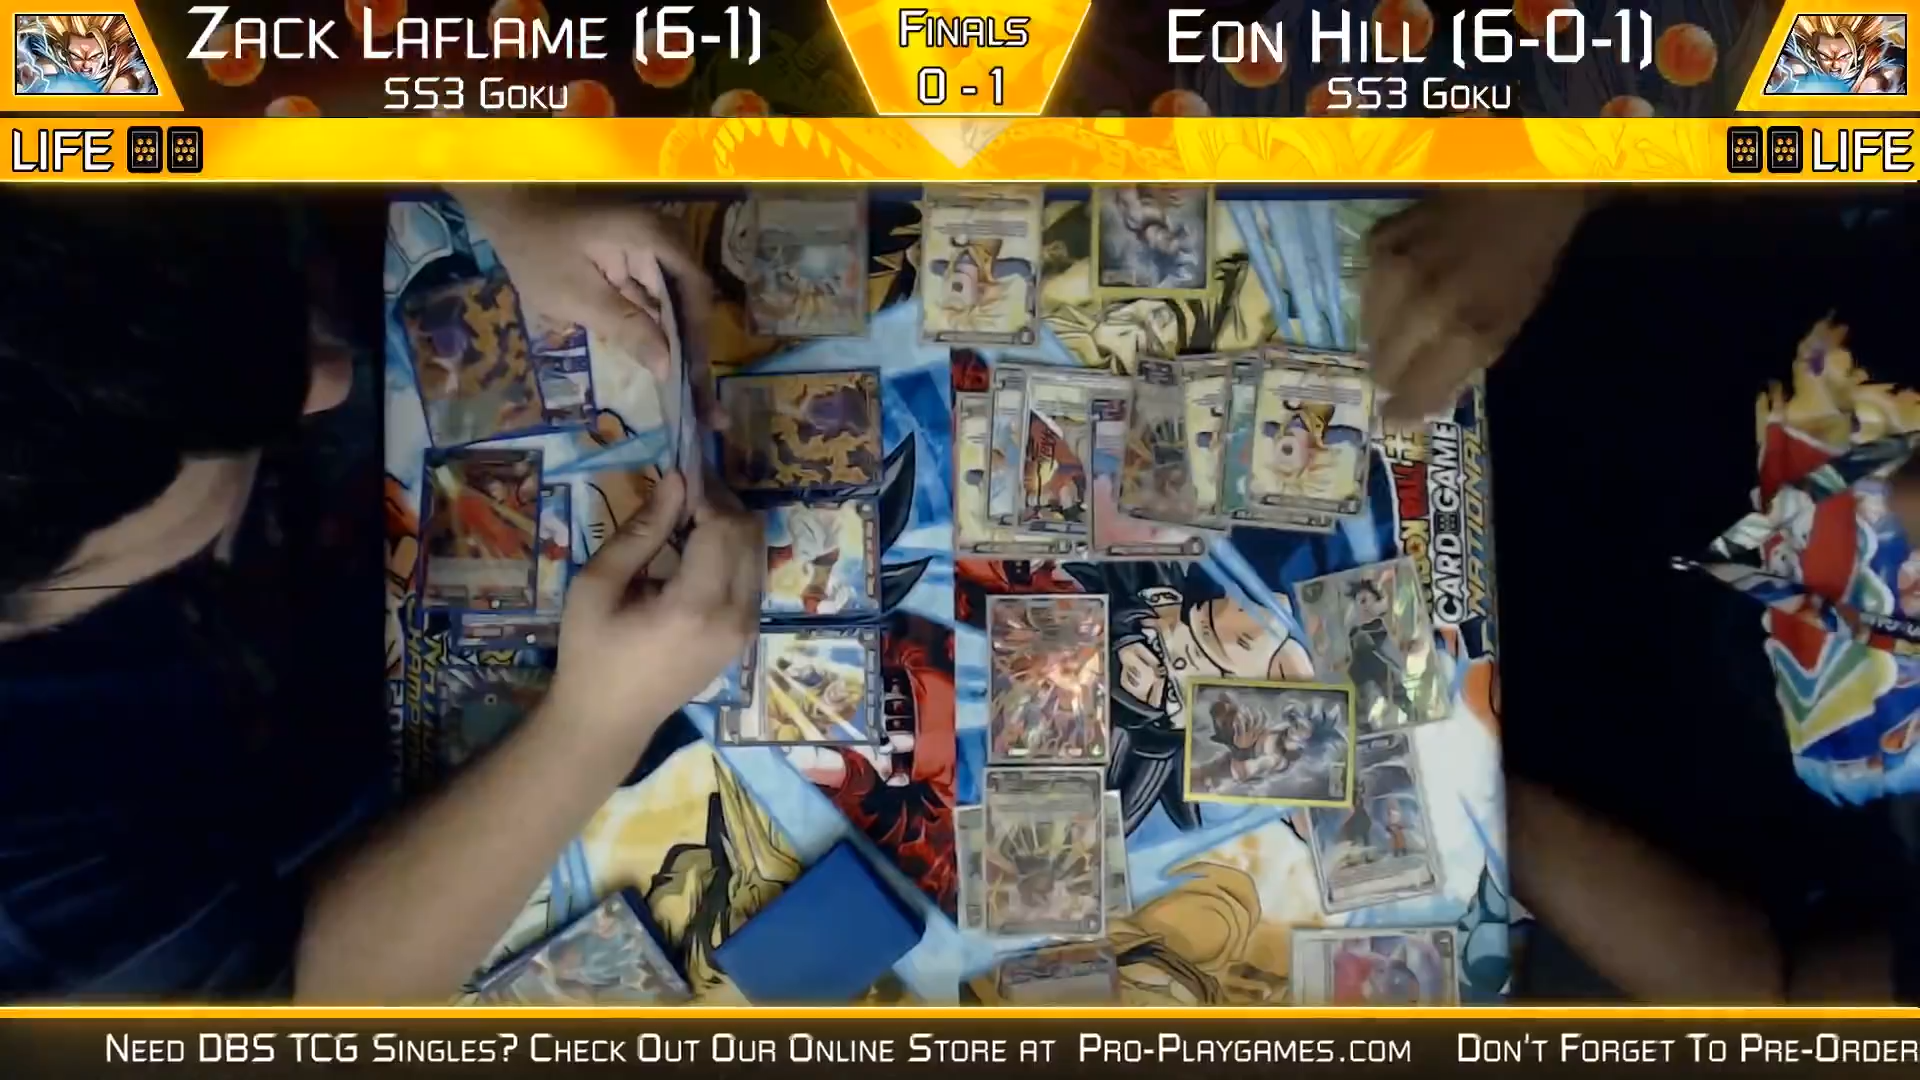 Zack Laflame (6-1)
SS3 Goku
Finals
0 - 1
Eon Hill (6-0-1)
SS3 Goku
LIFE
LIFE
CARD GAME
NATIONAL
Need DBS TCG Singles? Check Out Our Online Store at Pro-Playgames.com Don't Forget To Pre-Order